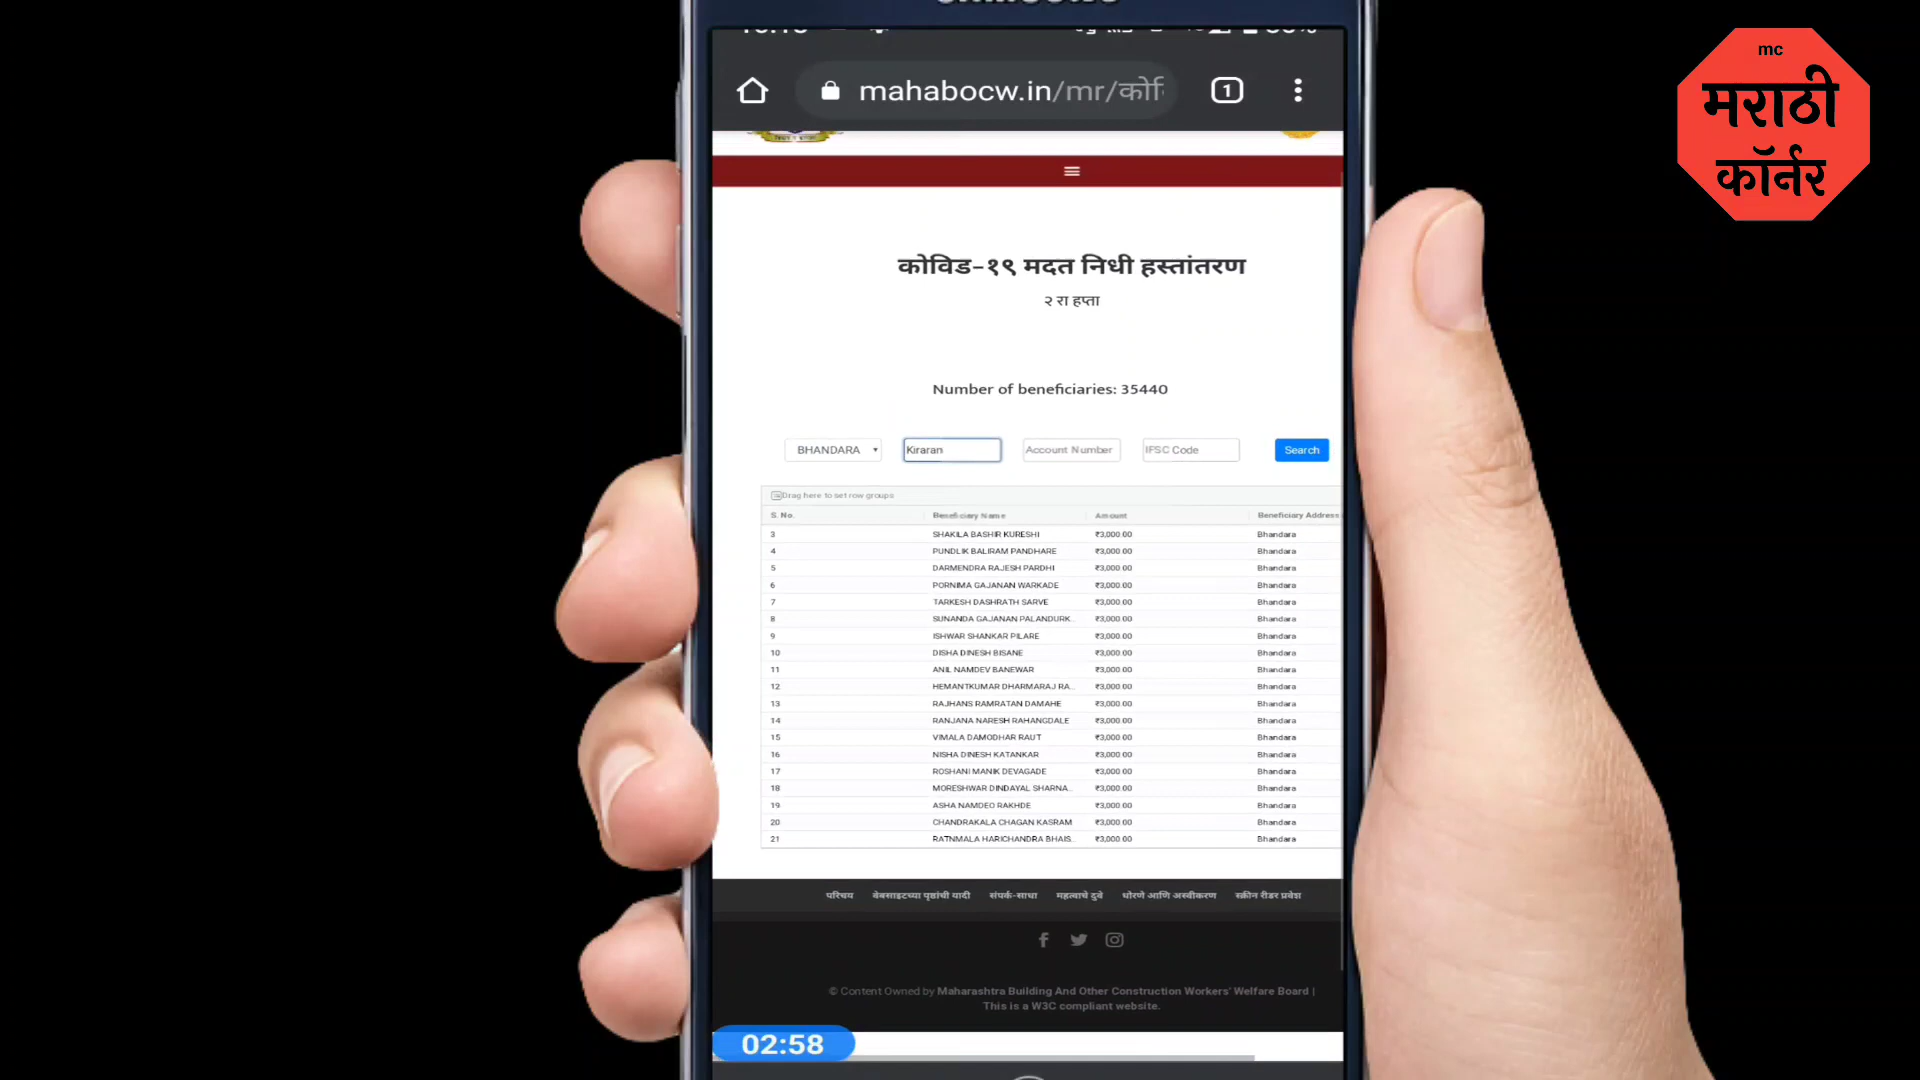 mc
मराठी
कॉर्नर
1
mahabocw.in/mr/
कोविड-१९ मदत निधी हस्तांतरण
२ रा हप्ता
Number of beneficiaries: 35440
BHANDARA Kiraran Account Number IFSC Code Search
Drag here to set row groups
S. No. Beneficiary Name Amount Beneficiary Address
3 SHAKILA BASHIR KURESHI ₹3,000.00 Bhandara
4 PUNDLIK BALIRAM PANDHARE ₹3,000.00 Bhandara
5 DARMENDRA RAJESH PARDHI ₹3,000.00 Bhandara
6 PORNIMA GAJANAN WARKADE ₹3,000.00 Bhandara
7 TARKESH DASHRATH SARVE ₹3,000.00 Bhandara
8 SUNANDA GAJANAN PALANDURK... ₹3,000.00 Bhandara
9 ISHWAR SHANKAR PILARE ₹3,000.00 Bhandara
10 DISHA DINESH BISANE ₹3,000.00 Bhandara
11 ANIL NAMDEV BANEWAR ₹3,000.00 Bhandara
12 HEMANTKUMAR DHARMARAJ RA... ₹3,000.00 Bhandara
13 RAJHANS RAMRATAN DAMAHE ₹3,000.00 Bhandara
14 RANJANA NARESH RAHANGDALE ₹3,000.00 Bhandara
15 VIMALA DAMODHAR RAUT ₹3,000.00 Bhandara
16 NISHA DINESH KATANKAR ₹3,000.00 Bhandara
17 ROSHANI MANIK DEVAGADE ₹3,000.00 Bhandara
18 MORESHWAR DINDAYAL SHARNA... ₹3,000.00 Bhandara
19 ASHA NAMDEO RAKHDE ₹3,000.00 Bhandara
20 CHANDRAKALA CHAGAN KASRAM ₹3,000.00 Bhandara
21 RATNMALA HARICHANDRA BHAIS... ₹3,000.00 Bhandara
परिचय वेबसाइटच्या पृष्ठांची यादी संपर्क-साधा महत्वाचे दुवे धोरणे आणि अस्वीकरण स्क्रीन रीडर प्रवेश
© Content Owned by Maharashtra Building And Other Construction Workers' Welfare Board |
This is a W3C compliant website.
02:58